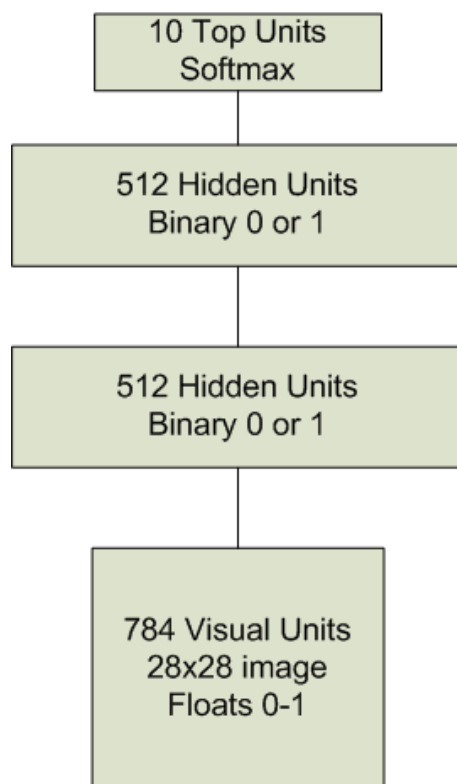 10 Top Units
Softmax
512 Hidden Units
Binary 0 or 1
512 Hidden Units
Binary 0 or 1
784 Visual Units
28x28 image
Floats 0-1